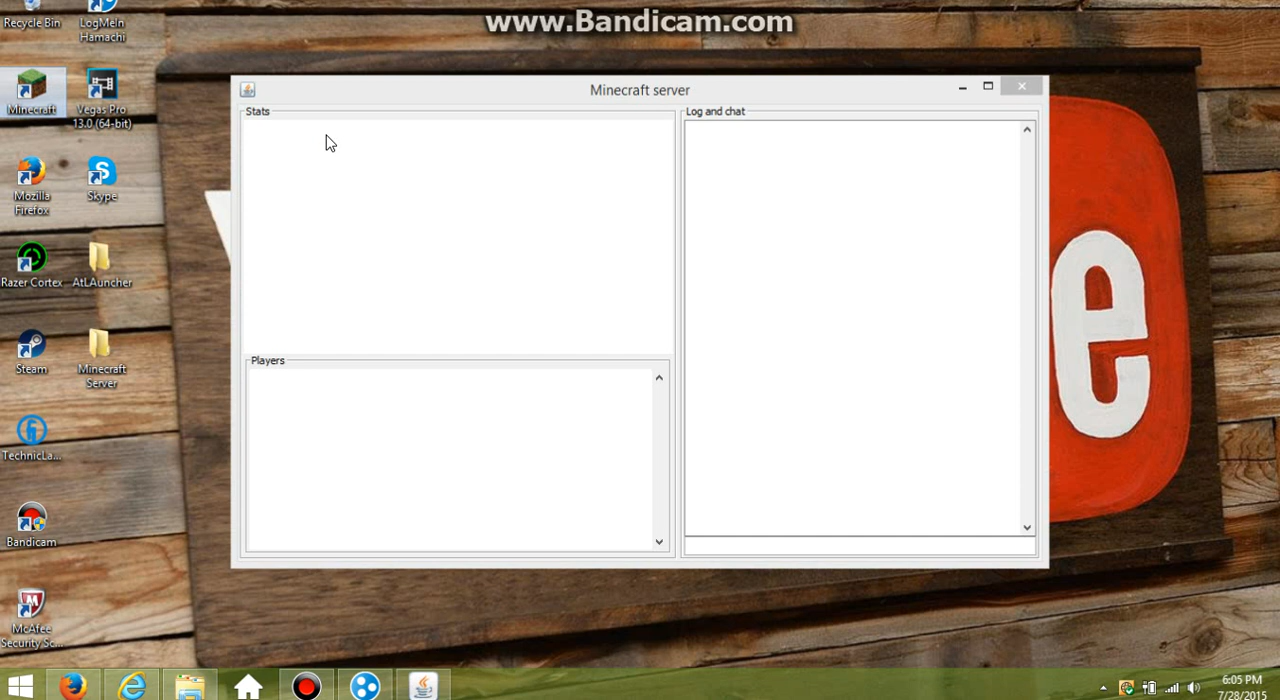 www.Bandicam.com
Recycle Bin
LogMeIn
Hamachi
Minecraft
Vegas Pro
13.0 (64-bit)
Mozilla
Firefox
Skype
Razer Cortex
AtLAuncher
Steam
Minecraft
Server
TechnicLa...
Bandicam
McAfee
Security Sc...
Minecraft server
Stats
Log and chat
Players
e
6:05 PM
7/28/2015